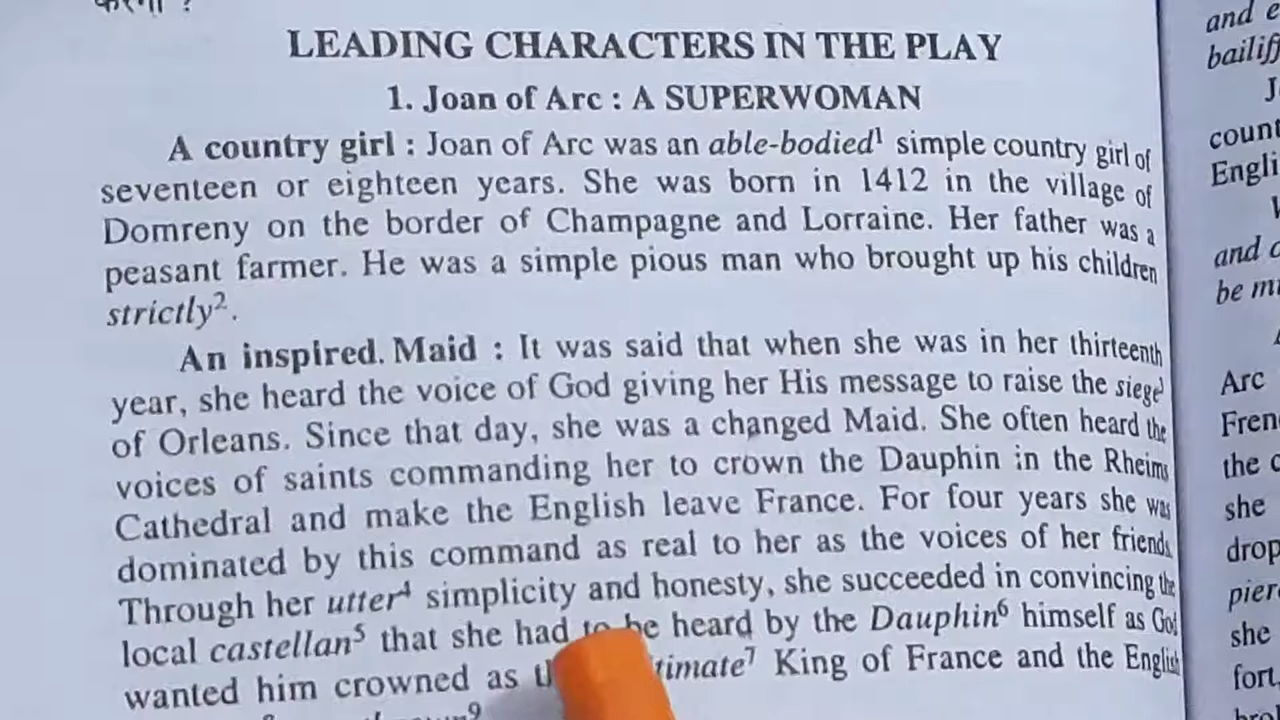 करना ?
LEADING CHARACTERS IN THE PLAY
1. Joan of Arc : A SUPERWOMAN
A country girl : Joan of Arc was an able-bodied¹ simple country girl of
seventeen or eighteen years. She was born in 1412 in the village of
Domreny on the border of Champagne and Lorraine. Her father was a
peasant farmer. He was a simple pious man who brought up his children
strictly².
An inspired. Maid : It was said that when she was in her thirteenth
year, she heard the voice of God giving her His message to raise the siege³
of Orleans. Since that day, she was a changed Maid. She often heard the
voices of saints commanding her to crown the Dauphin in the Rheims
Cathedral and make the English leave France. For four years she was
dominated by this command as real to her as the voices of her friends.
Through her utter⁴ simplicity and honesty, she succeeded in convincing the
local castellan⁵ that she had to be heard by the Dauphin⁶ himself as God
wanted him crowned as timate⁷ King of France and the English
and e
bailiff
J
count
Engli
and c
be mu
Arc
Fren
the c
she
drop
pier
she
fort,